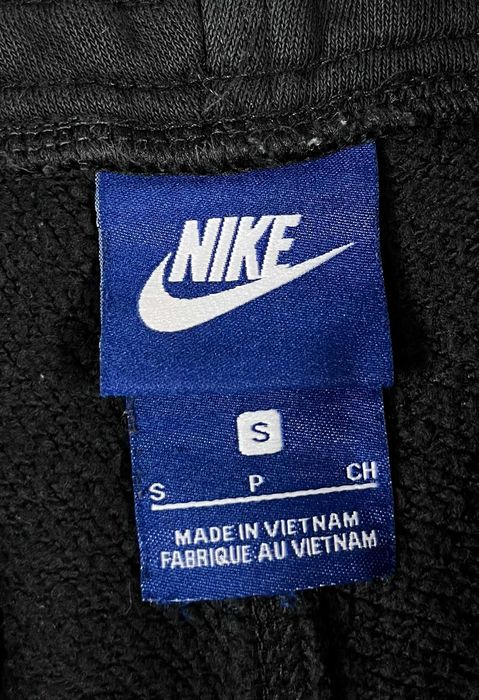 NIKE
S
S P CH
MADE IN VIETNAM
FABRIQUE AU VIETNAM